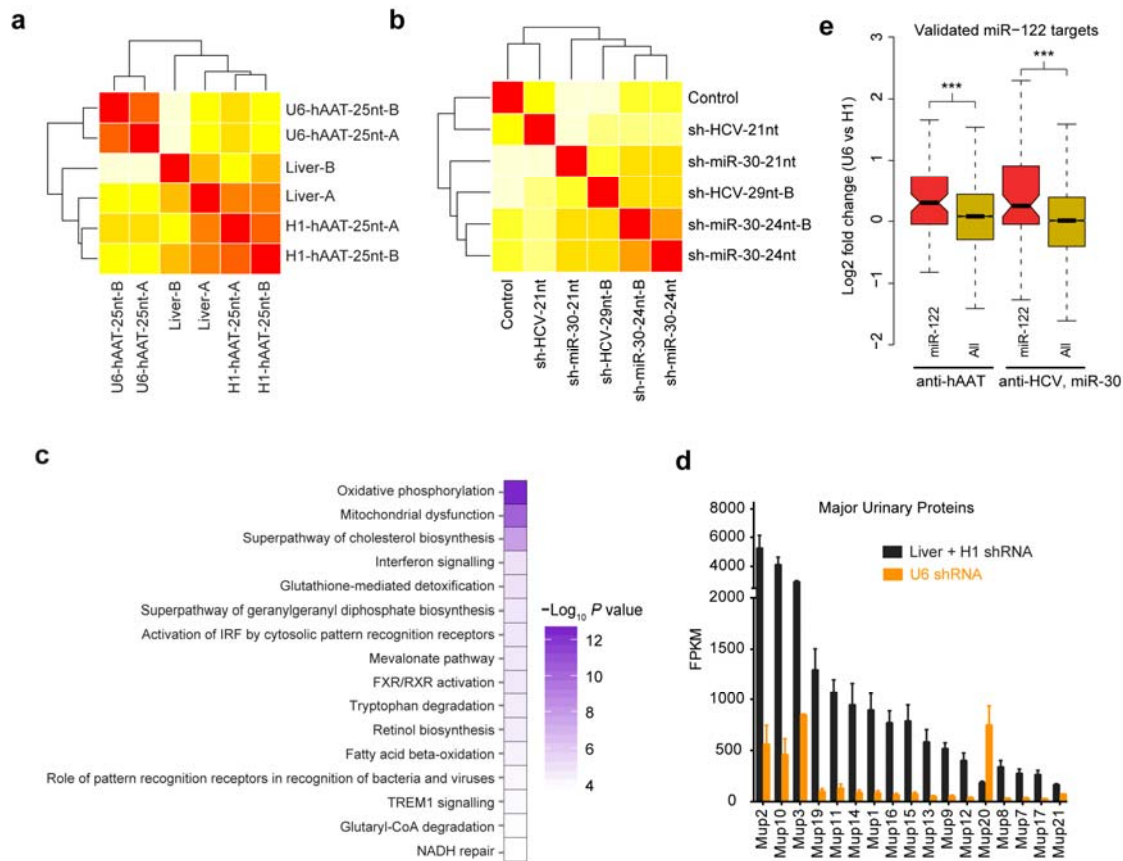 a
U6-hAAT-25nt-B
U6-hAAT-25nt-A
Liver-B
Liver-A
H1-hAAT-25nt-A
H1-hAAT-25nt-B
U6-hAAT-25nt-B
U6-hAAT-25nt-A
Liver-B
Liver-A
H1-hAAT-25nt-A
H1-hAAT-25nt-B
b
Control
sh-HCV-21nt
sh-miR-30-21nt
sh-HCV-29nt-B
sh-miR-30-24nt-B
sh-miR-30-24nt
Control
sh-HCV-21nt
sh-miR-30-21nt
sh-HCV-29nt-B
sh-miR-30-24nt-B
sh-miR-30-24nt
e
Validated miR−122 targets
***
***
Log2 fold change (U6 vs H1)
3
2
1
0
−1
−2
miR−122
All
miR−122
All
anti-hAAT
anti-HCV, miR-30
c
Oxidative phosphorylation
Mitochondrial dysfunction
Superpathway of cholesterol biosynthesis
Interferon signalling
Glutathione-mediated detoxification
Superpathway of geranylgeranyl diphosphate biosynthesis
Activation of IRF by cytosolic pattern recognition receptors
Mevalonate pathway
FXR/RXR activation
Tryptophan degradation
Retinol biosynthesis
Fatty acid beta-oxidation
Role of pattern recognition receptors in recognition of bacteria and viruses
TREM1 signalling
Glutaryl-CoA degradation
NADH repair
−Log10 P value
12
10
8
6
4
d
Major Urinary Proteins
Liver + H1 shRNA
U6 shRNA
FPKM
8000
6000
4000
2000
1000
500
0
Mup2
Mup10
Mup3
Mup19
Mup11
Mup14
Mup1
Mup16
Mup15
Mup13
Mup9
Mup12
Mup20
Mup8
Mup7
Mup17
Mup21